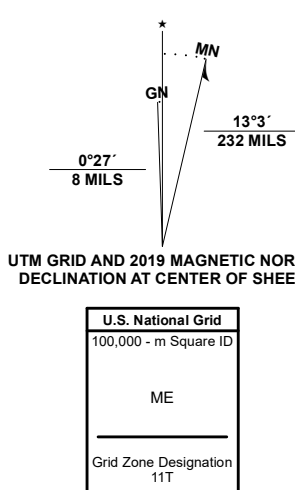 ★
MN
GN
13°3´
232 MILS
0°27´
8 MILS
UTM GRID AND 2019 MAGNETIC NOR
DECLINATION AT CENTER OF SHEE
U.S. National Grid
100,000 - m Square ID
ME
Grid Zone Designation
11T